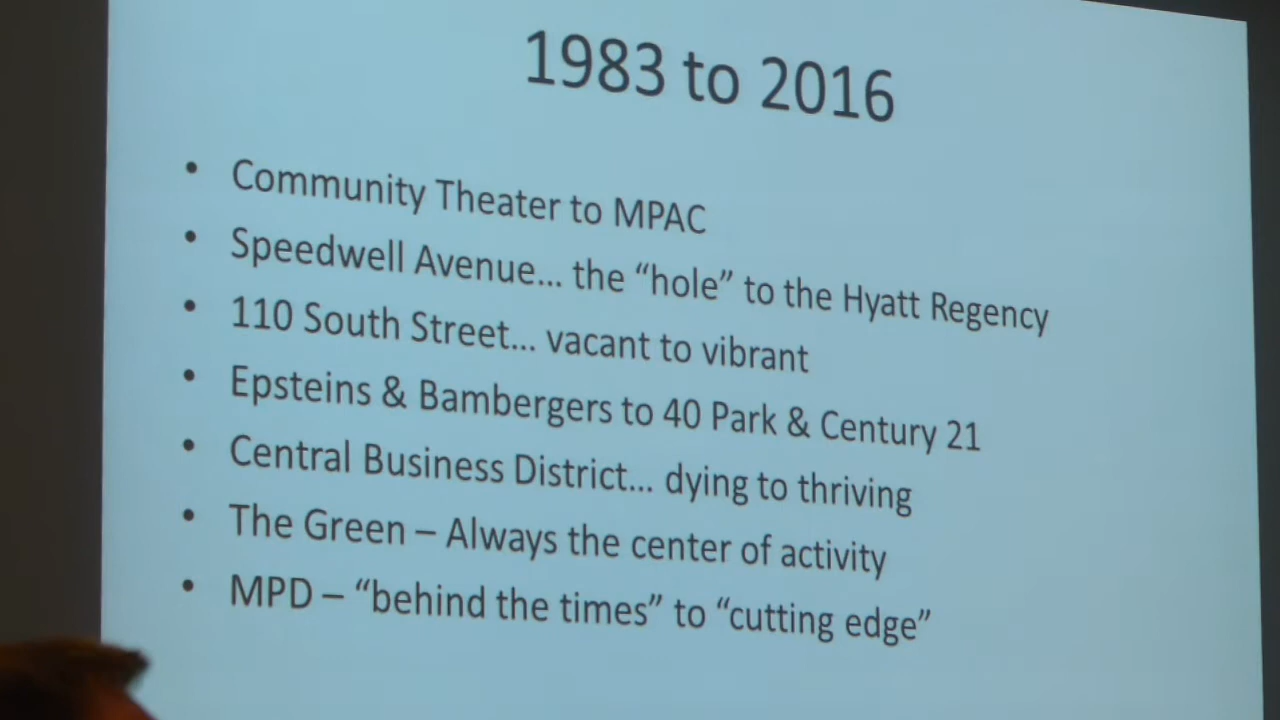 1983 to 2016
• Community Theater to MPAC
• Speedwell Avenue... the “hole” to the Hyatt Regency
• 110 South Street... vacant to vibrant
• Epsteins & Bambergers to 40 Park & Century 21
• Central Business District... dying to thriving
• The Green – Always the center of activity
• MPD – “behind the times” to “cutting edge”